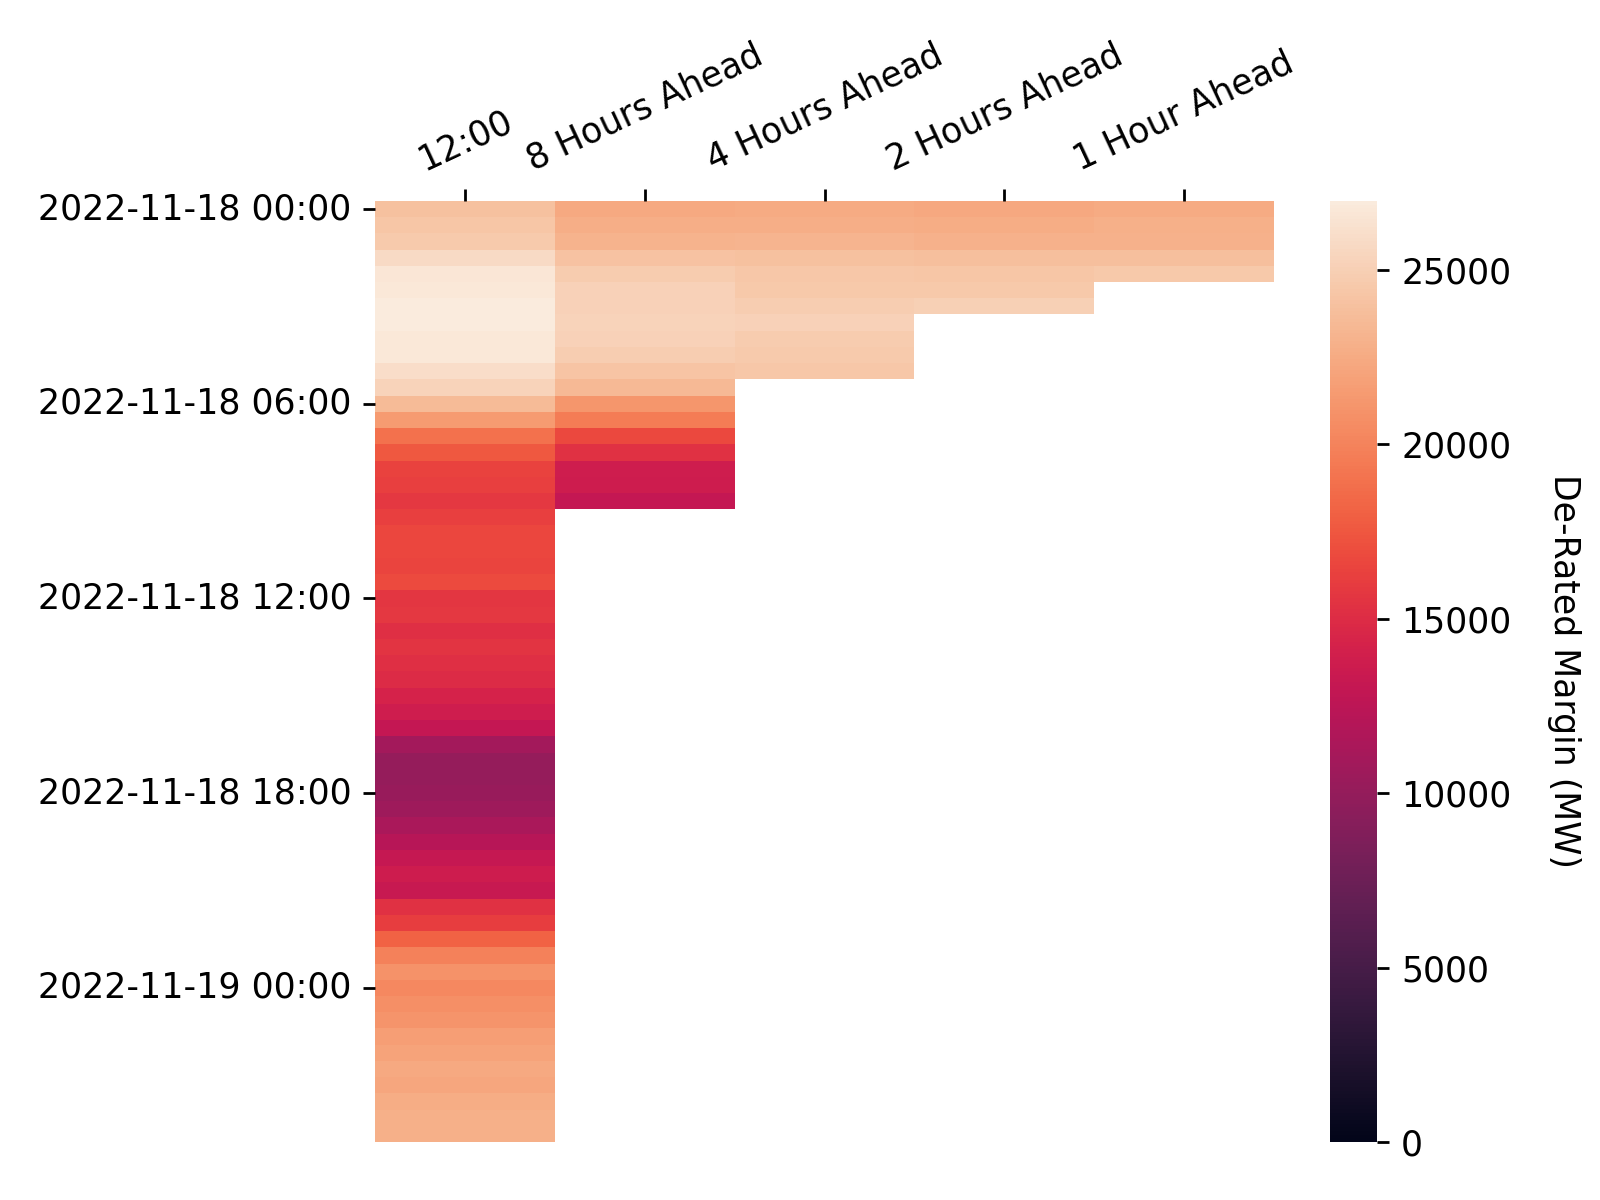 12:00
8 Hours Ahead
4 Hours Ahead
2 Hours Ahead
1 Hour Ahead
2022-11-18 00:00
2022-11-18 06:00
2022-11-18 12:00
2022-11-18 18:00
2022-11-19 00:00
25000
20000
15000
10000
5000
0
De-Rated Margin (MW)